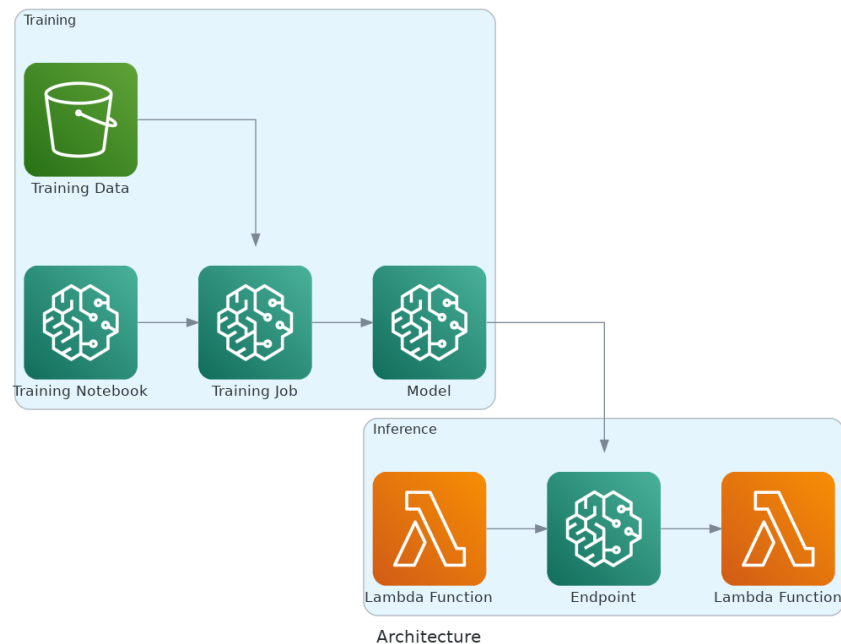 Training
Training Data
Training Notebook
Training Job
Model
Inference
Lambda Function
Endpoint
Lambda Function
Architecture